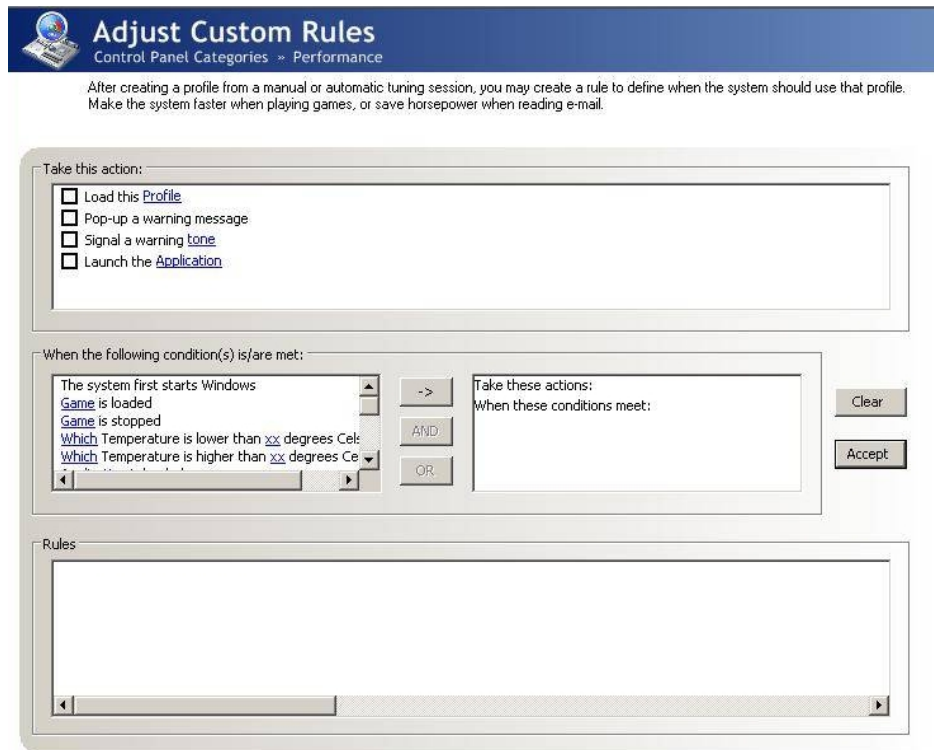 Adjust Custom Rules
Control Panel Categories » Performance
After creating a profile from a manual or automatic tuning session, you may create a rule to define when the system should use that profile.
Make the system faster when playing games, or save horsepower when reading e-mail.
Take this action:
Load this Profile
Pop-up a warning message
Signal a warning tone
Launch the Application
When the following condition(s) is/are met:
The system first starts Windows
Game is loaded
Game is stopped
Which Temperature is lower than xx degrees Cels
Which Temperature is higher than xx degrees Ce
->
AND
OR
Take these actions:
When these conditions meet:
Clear
Accept
Rules